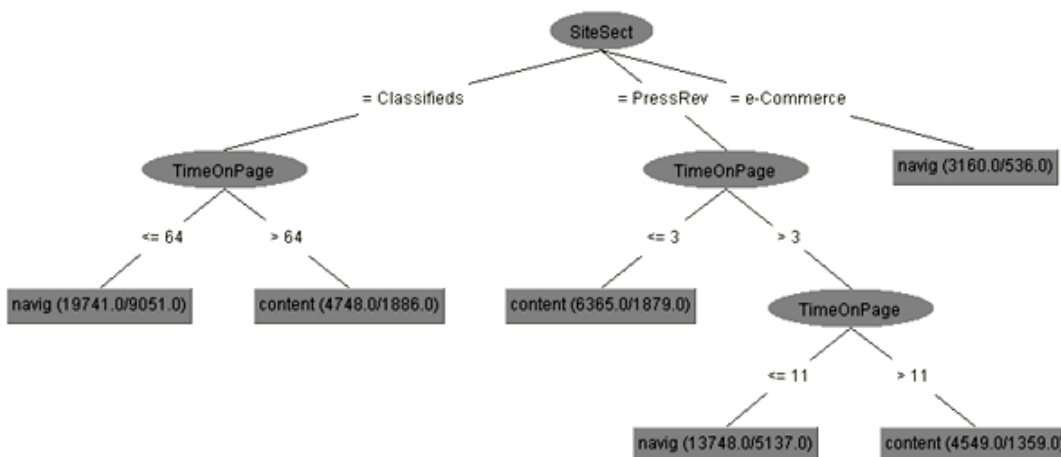 SiteSect
= Classifieds
= PressRev
= e-Commerce
TimeOnPage
TimeOnPage
navig (3160.0/536.0)
<= 64
> 64
<= 3
> 3
navig (19741.0/9051.0)
content (4748.0/1886.0)
content (6365.0/1879.0)
TimeOnPage
<= 11
> 11
navig (13748.0/5137.0)
content (4549.0/1359.0)